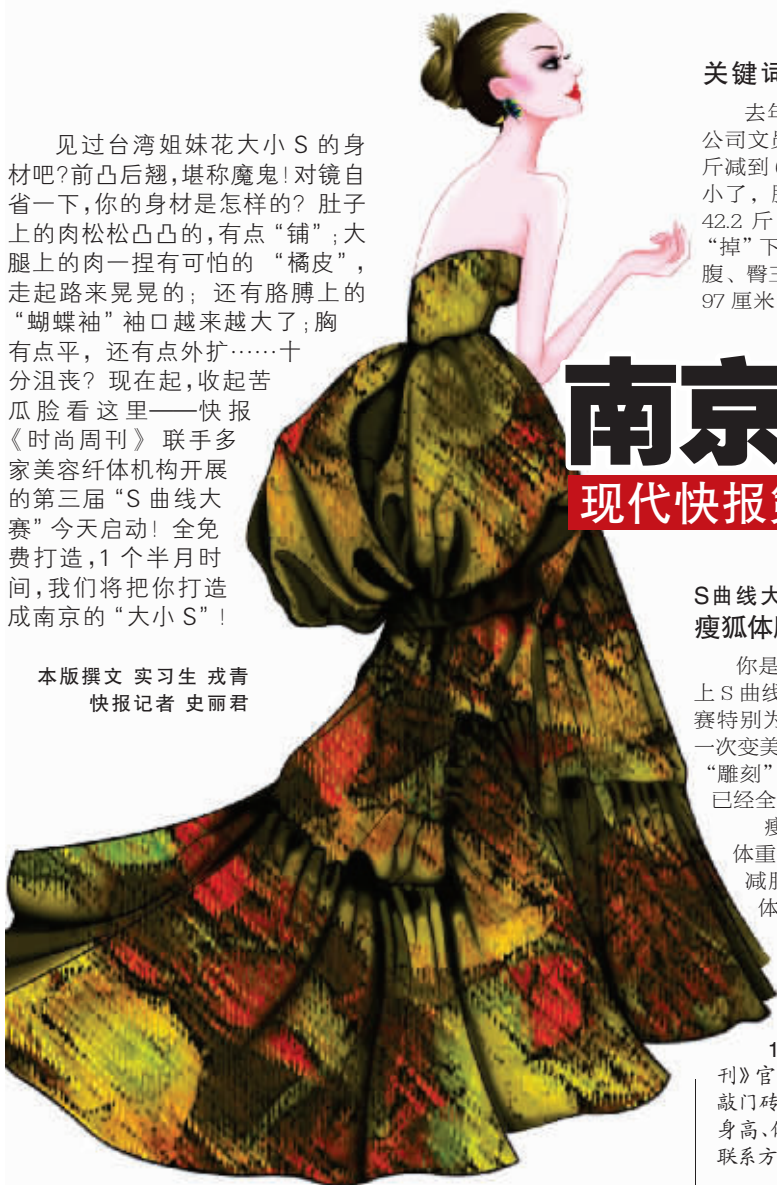 见过台湾姐妹花大小 S 的身
材吧?前凸后翘,堪称魔鬼!对镜自
省一下,你的身材是怎样的? 肚子
上的肉松松凸凸的,有点“铺”;大
腿上的肉一捏有可怕的 “橘皮”,
走起路来晃晃的; 还有胳膊上的
“蝴蝶袖”袖口越来越大了;胸
有点平, 还有点外扩……十
分沮丧? 现在起,收起苦
瓜脸看这里——快报
《时尚周刊》 联手多
家美容纤体机构开展
的第三届 “S 曲线大
赛”今天启动! 全免
费打造,1 个半月时
间,我们将把你打造
成南京的 “大小 S”!
本版撰文 实习生 戎青
快报记者 史丽君
关键词
去年
公司文员
斤减到
小了,
42.2 斤
“掉”下
腹、臀三
97 厘米
南京
现代快报
S曲线大
瘦狐体
你是
上 S 曲线
赛特别为
一次变美
“雕刻”
已经全
体重
减肥
体
1
刊》官
敲门砖
身高、
联系方